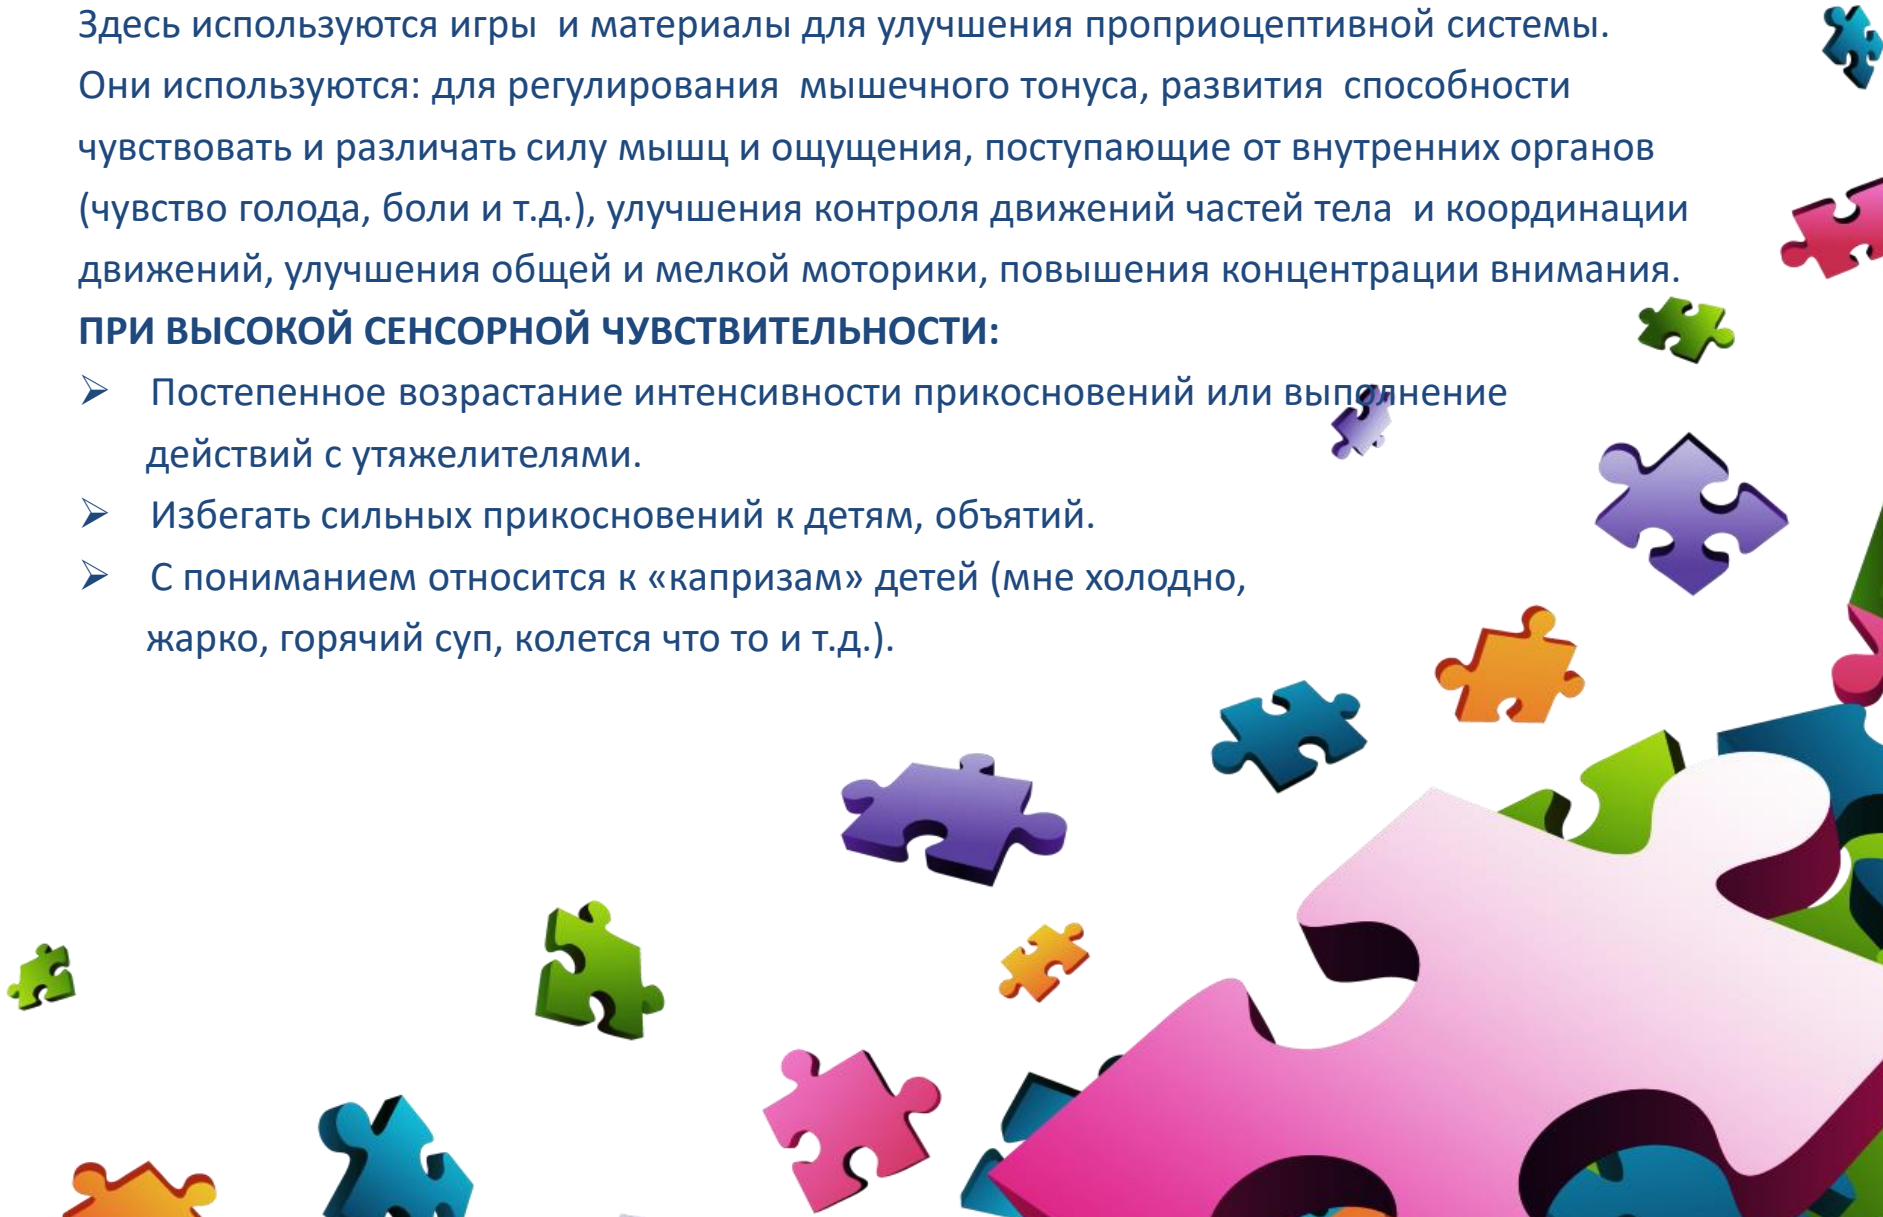 Здесь используются игры  и материалы для улучшения проприоцептивной системы.
Они используются: для регулирования  мышечного тонуса, развития  способности
чувствовать и различать силу мышц и ощущения, поступающие от внутренних органов
(чувство голода, боли и т.д.), улучшения контроля движений частей тела  и координации
движений, улучшения общей и мелкой моторики, повышения концентрации внимания.
ПРИ ВЫСОКОЙ СЕНСОРНОЙ ЧУВСТВИТЕЛЬНОСТИ:
➢ Постепенное возрастание интенсивности прикосновений или выполнение
действий с утяжелителями.
➢ Избегать сильных прикосновений к детям, объятий.
➢ С пониманием относится к «капризам» детей (мне холодно,
жарко, горячий суп, колется что то и т.д.).